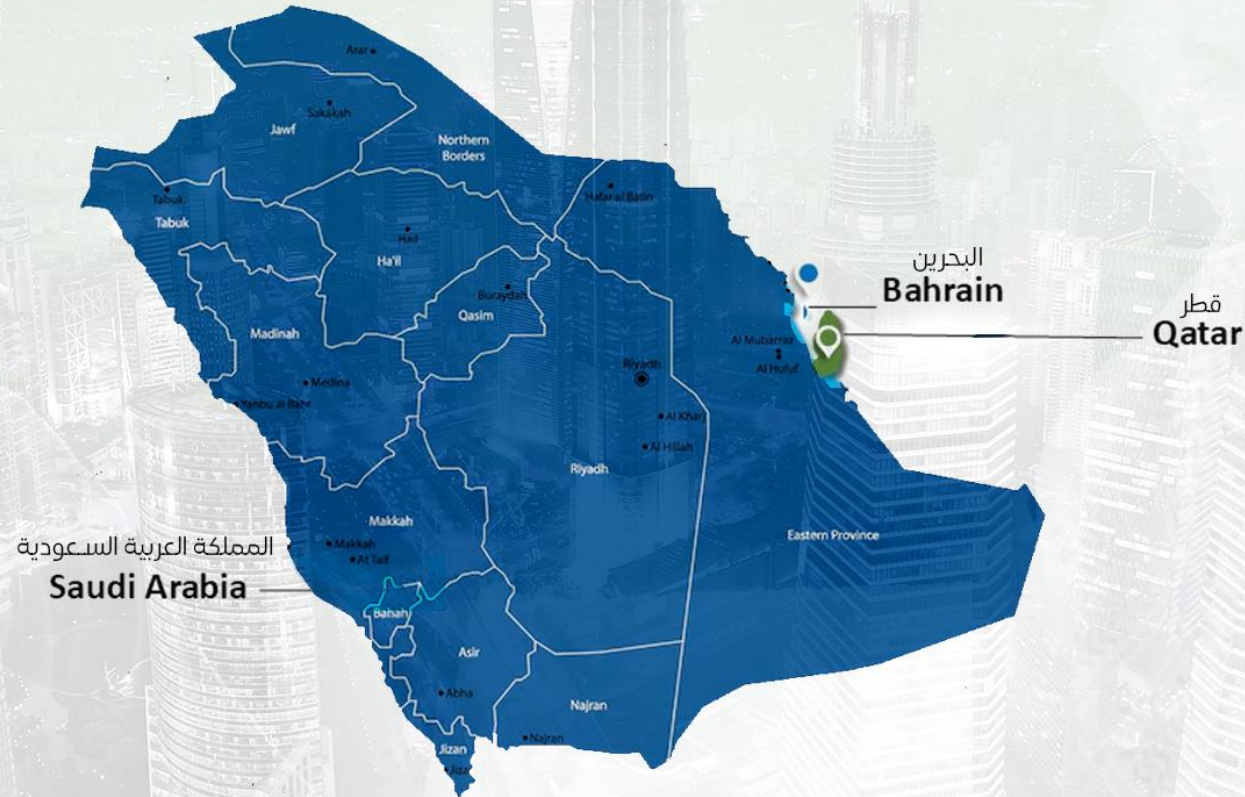 Arar
Sakakah
Jawf
Northern
Borders
Tabuk
Tabuk
Hafar al Batin
Hail
Ha'il
البحرين
Bahrain
قطر
Qatar
Buraydah
Qasim
Madinah
Al Mubarraz
Al Hufuf
Riyadh
Medina
Yanbu al Bahr
Al Kharj
Al Hillah
Riyadh
Makkah
Eastern Province
Makkah
At Taif
المملكة العربية السعودية
Saudi Arabia
Bahah
Asir
Abha
Najran
Najran
Jizan
Jiza